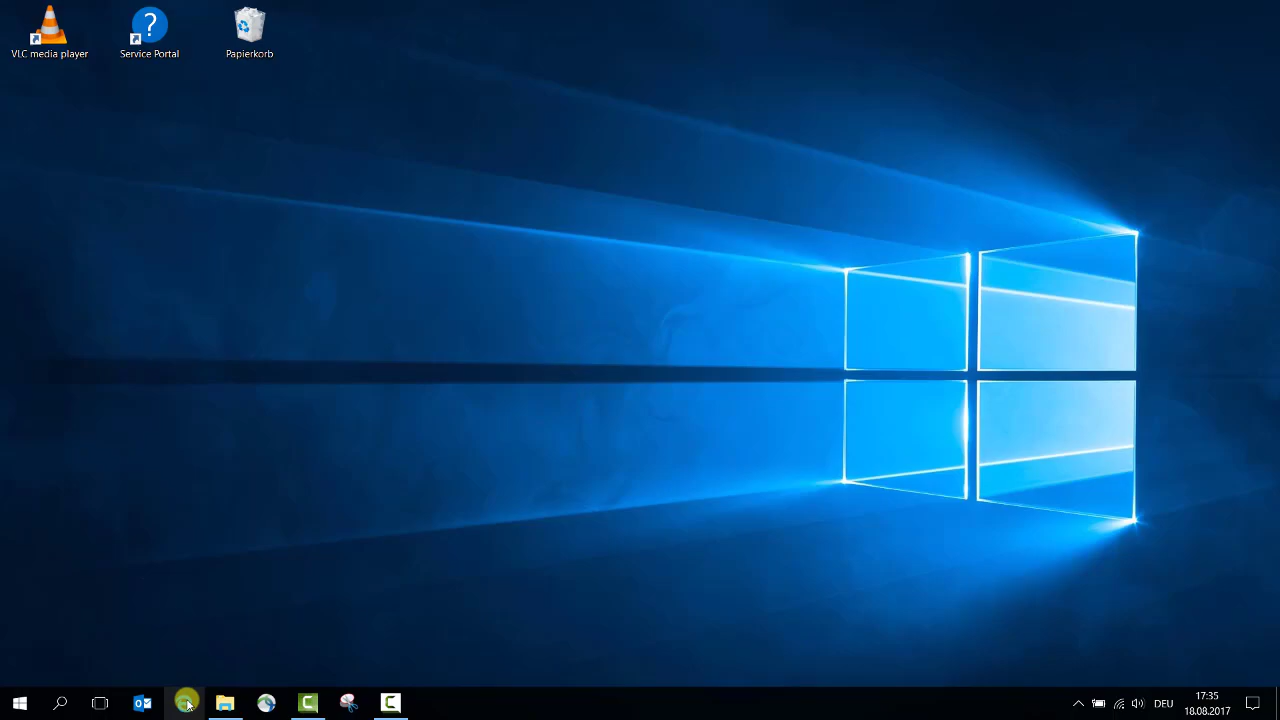 VLC media player
Service Portal
Papierkorb
DEU
17:35
18.08.2017